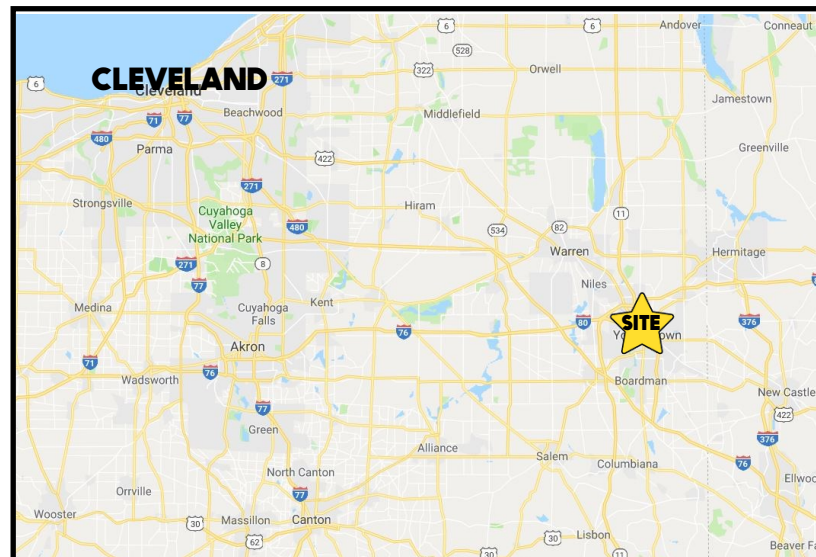 6
6
Andover
Conneaut
528
CLEVELAND
Cleveland
271
322
Orwell
6
Jamestown
Beachwood
Middlefield
71
77
480
Parma
422
Greenville
271
Strongsville
Hiram
Cuyahoga
Valley
National Park
11
480
534
82
Warren
Hermitage
271
8
77
Niles
Medina
Cuyahoga
Falls
Kent
SITE
80
376
76
Akron
71
76
Wadsworth
Boardman
New Castle
77
422
Green
376
Alliance
Salem
Columbiana
76
North Canton
Orrville
77
Wooster
30
Massillon
Canton
62
30
30
Lisbon
11